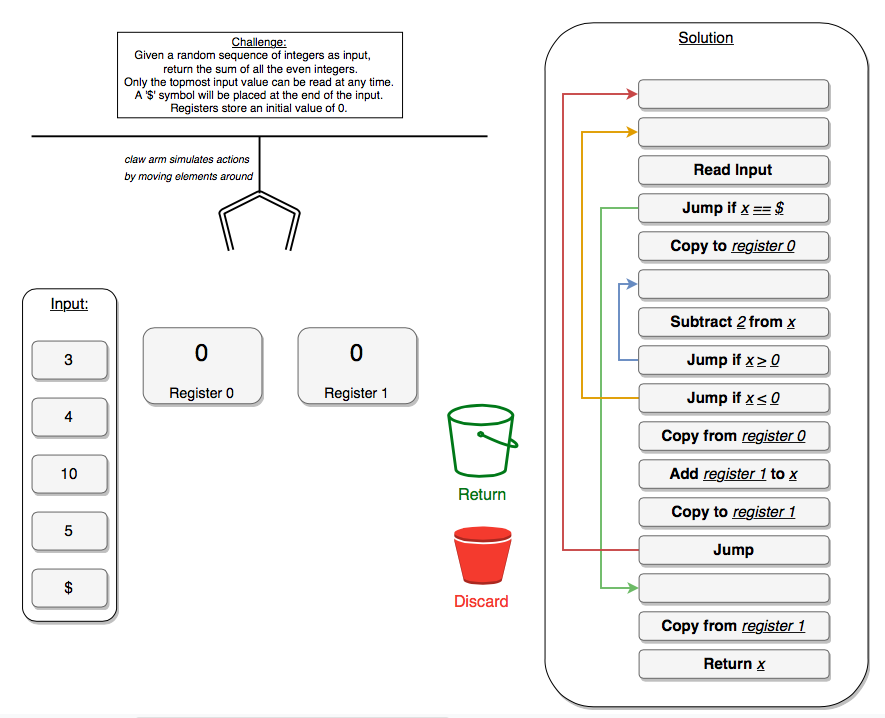 Challenge:
Given a random sequence of integers as input,
return the sum of all the even integers.
Only the topmost input value can be read at any time.
A '$' symbol will be placed at the end of the input.
Registers store an initial value of 0.
claw arm simulates actions
by moving elements around
Input:
3
4
10
5
$
0
Register 0
0
Register 1
Return
Discard
Solution
Read Input
Jump if x == $
Copy to register 0
Subtract 2 from x
Jump if x ≥ 0
Jump if x < 0
Copy from register 0
Add register 1 to x
Copy to register 1
Jump
Copy from register 1
Return x